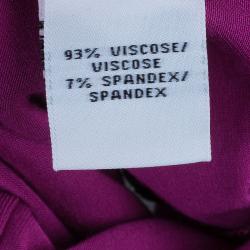 93% VISCOSE/
VISCOSE
7% SPANDEX/
SPANDEX